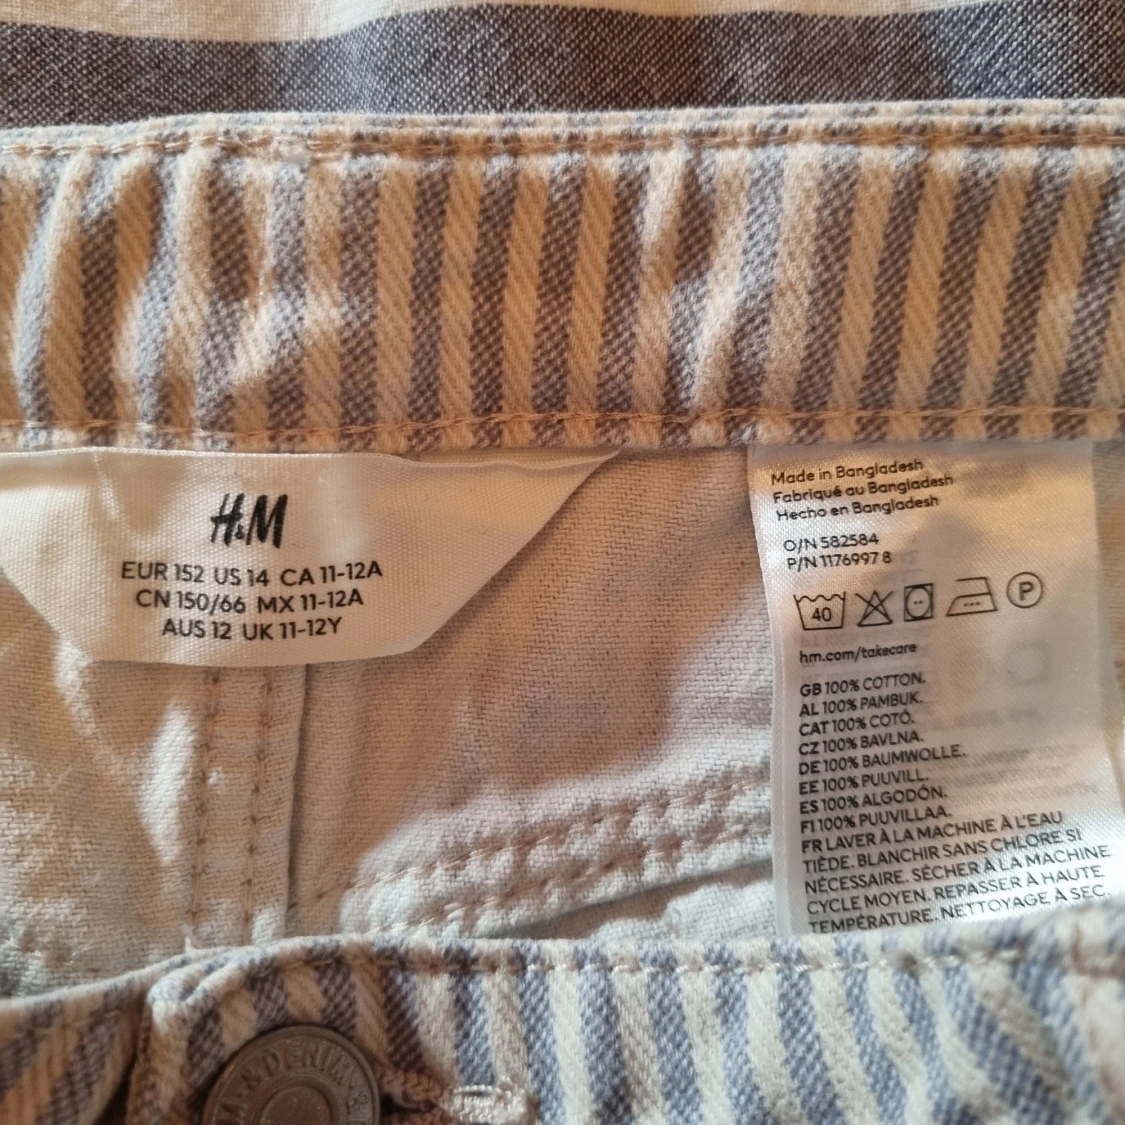 H&M
EUR 152 US 14 CA 11-12A
CN 150/66 MX 11-12A
AUS 12 UK 11-12Y
Made in Bangladesh
Fabriqué au Bangladesh
Hecho en Bangladesh
O/N 582584
P/N 1176997 8
40
P
hm.com/takecare
GB 100% COTTON.
AL 100% PAMBUK.
CAT 100% COTÓ.
CZ 100% BAVLNA.
DE 100% BAUMWOLLE.
EE 100% PUUVILL.
ES 100% ALGODÓN.
FI 100% PUUVILLAA.
FR LAVER À LA MACHINE À L'EAU
TIÈDE. BLANCHIR SANS CHLORE SI
NÉCESSAIRE. SÉCHER À LA MACHINE
CYCLE MOYEN. REPASSER À HAUTE
TEMPÉRATURE. NETTOYAGE À SEC.
DENIM